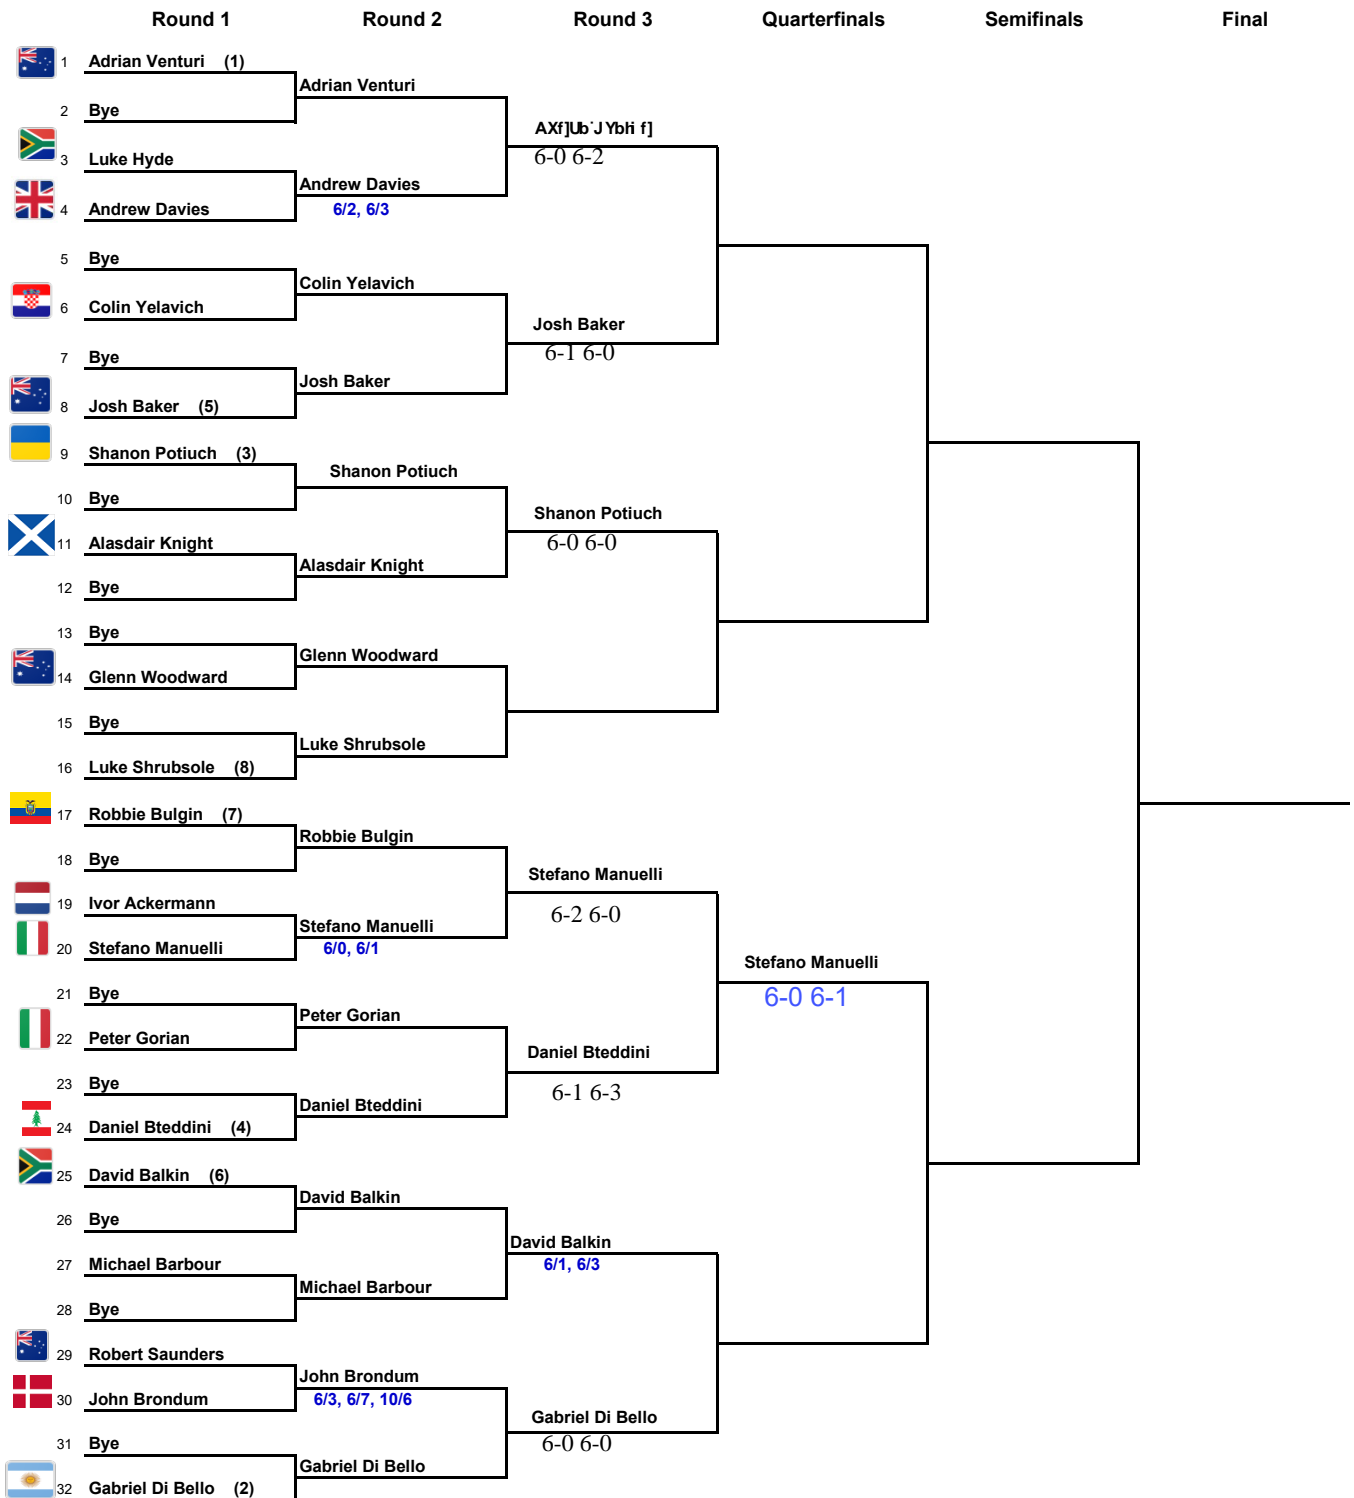 Round 1 Round 2 Round 3 Quarterfinals Semifinals Final
1 Adrian Venturi (1)
Adrian Venturi
2 Bye
AXf]Ub˙JYbhi f]
6-0 6-2
3 Luke Hyde
Andrew Davies
6/2, 6/3
4 Andrew Davies
5 Bye
Colin Yelavich
6 Colin Yelavich
Josh Baker
6-1 6-0
7 Bye
Josh Baker
8 Josh Baker (5)
9 Shanon Potiuch (3)
Shanon Potiuch
10 Bye
Shanon Potiuch
6-0 6-0
11 Alasdair Knight
Alasdair Knight
12 Bye
13 Bye
Glenn Woodward
14 Glenn Woodward
15 Bye
Luke Shrubsole
16 Luke Shrubsole (8)
17 Robbie Bulgin (7)
Robbie Bulgin
18 Bye
Stefano Manuelli
6-2 6-0
19 Ivor Ackermann
Stefano Manuelli
6/0, 6/1
20 Stefano Manuelli
Stefano Manuelli
6-0 6-1
21 Bye
Peter Gorian
22 Peter Gorian
Daniel Bteddini
6-1 6-3
23 Bye
Daniel Bteddini
24 Daniel Bteddini (4)
25 David Balkin (6)
David Balkin
26 Bye
David Balkin
6/1, 6/3
27 Michael Barbour
Michael Barbour
28 Bye
29 Robert Saunders
John Brondum
6/3, 6/7, 10/6
30 John Brondum
Gabriel Di Bello
6-0 6-0
31 Bye
Gabriel Di Bello
32 Gabriel Di Bello (2)